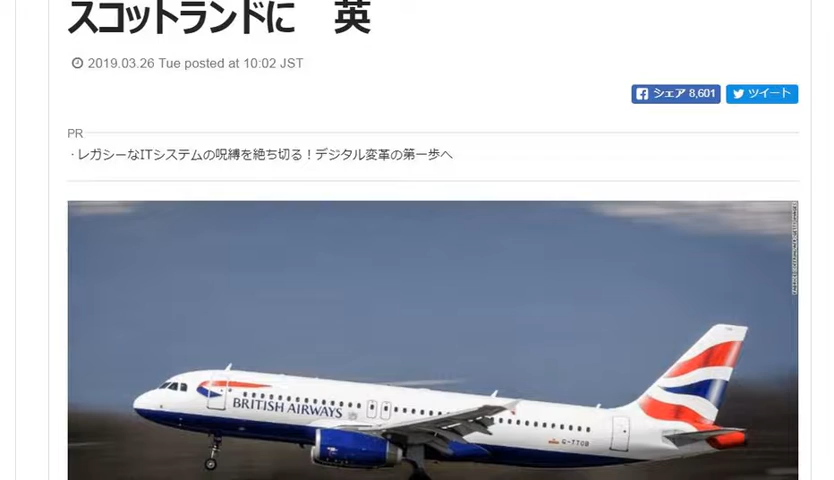 スコットランドに 英
2019.03.26 Tue posted at 10:02 JST
シェア 8,601 ツイート
PR
・レガシーなITシステムの呪縛を絶ち切る！デジタル変革の第一歩へ
BRITISH AIRWAYS
G-TTOB